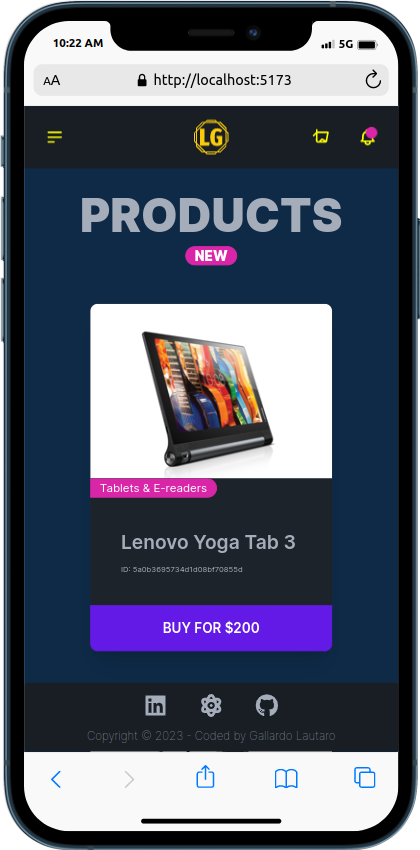 10:22 AM
5G
AA
http://localhost:5173
LG
PRODUCTS
NEW
Tablets & E-readers
Lenovo Yoga Tab 3
ID: 5a0b3695734d1d08bf70855d
BUY FOR $200
in
Copyright © 2023 - Coded by Gallardo Lautaro